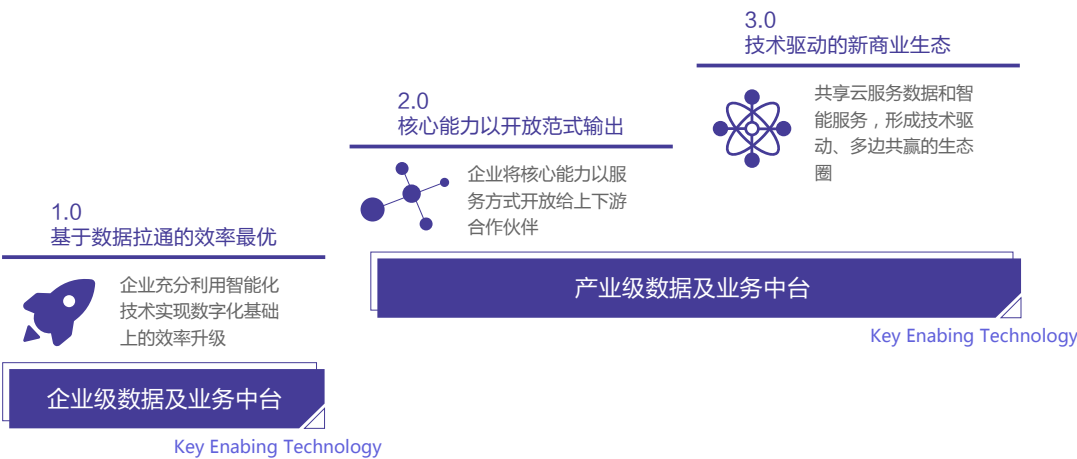 1.0
基于数据拉通的效率最优
企业充分利用智能化
技术实现数字化基础
上的效率升级
企业级数据及业务中台
Key Enabing Technology
2.0
核心能力以开放范式输出
企业将核心能力以服
务方式开放给上下游
合作伙伴
3.0
技术驱动的新商业生态
共享云服务数据和智
能服务，形成技术驱
动、多边共赢的生态
圈
产业级数据及业务中台
Key Enabing Technology